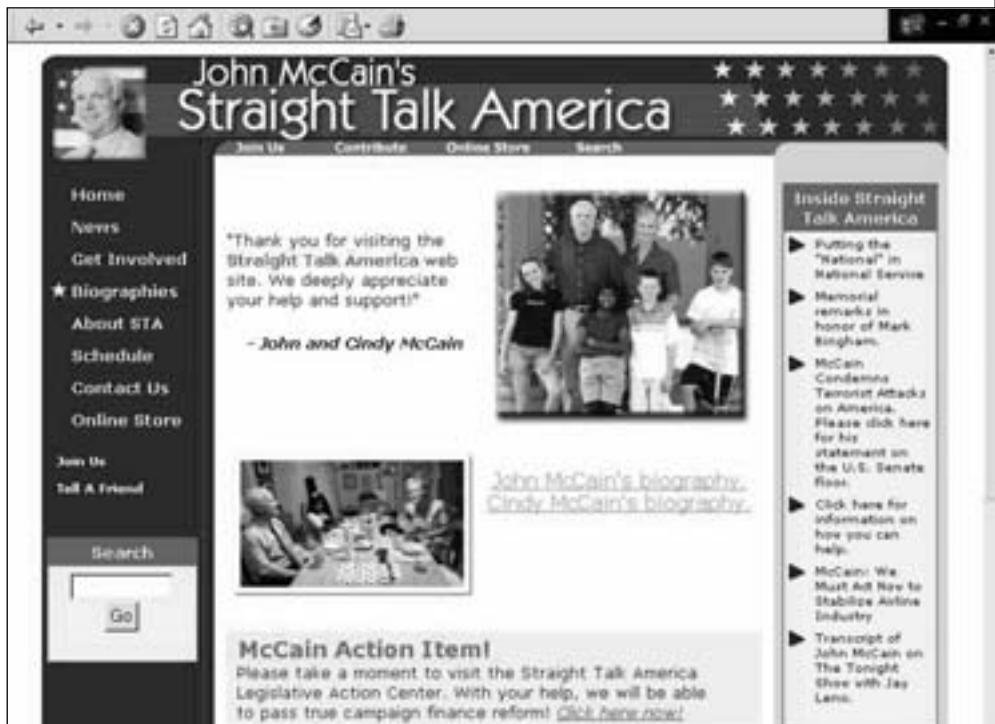 John McCain's
Straight Talk America
Join Us Contribute Online Store Search
Home
News
Get Involved
Biographies
About STA
Schedule
Contact Us
Online Store
Join Us
Tell A Friend
Search
Go
"Thank you for visiting the
Straight Talk America web
site. We deeply appreciate
your help and support!"
- John and Cindy McCain
John McCain's biography.
Cindy McCain's biography.
McCain Action Item!
Please take a moment to visit the Straight Talk America
Legislative Action Center. With your help, we will be able
to pass true campaign finance reform! Click here now!
Inside Straight
Talk America
Putting the
"National" in
National Service
Memorial
remarks in
honor of Mark
Bingham.
McCain
Condemns
Terrorist Attacks
on America.
Please click here
for his
statement on
the U.S. Senate
floor.
Click here for
information on
how you can
help.
McCain: We
Must Act Now to
Stabilize Airline
Industry
Transcript of
John McCain on
The Tonight
Show with Jay
Leno.